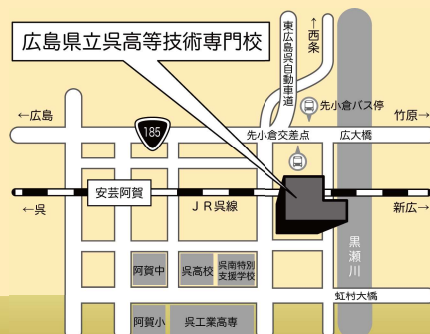 広島県立呉高等技術専門校
東広島呉自動車道
←西条
先小倉バス停
←広島
竹原→
185
先小倉交差点
広大橋
安芸阿賀
←呉
JR呉線
新広→
黒瀬川
阿賀中
呉高校
呉南特別
支援学校
虹村大橋
阿賀小
呉工業高専